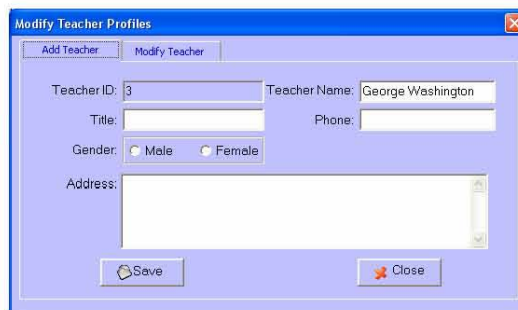 Modify Teacher Profiles
Add Teacher Modify Teacher
Teacher ID: 3 Teacher Name: George Washington
Title: Phone:
Gender: Male Female
Address:
Save Close